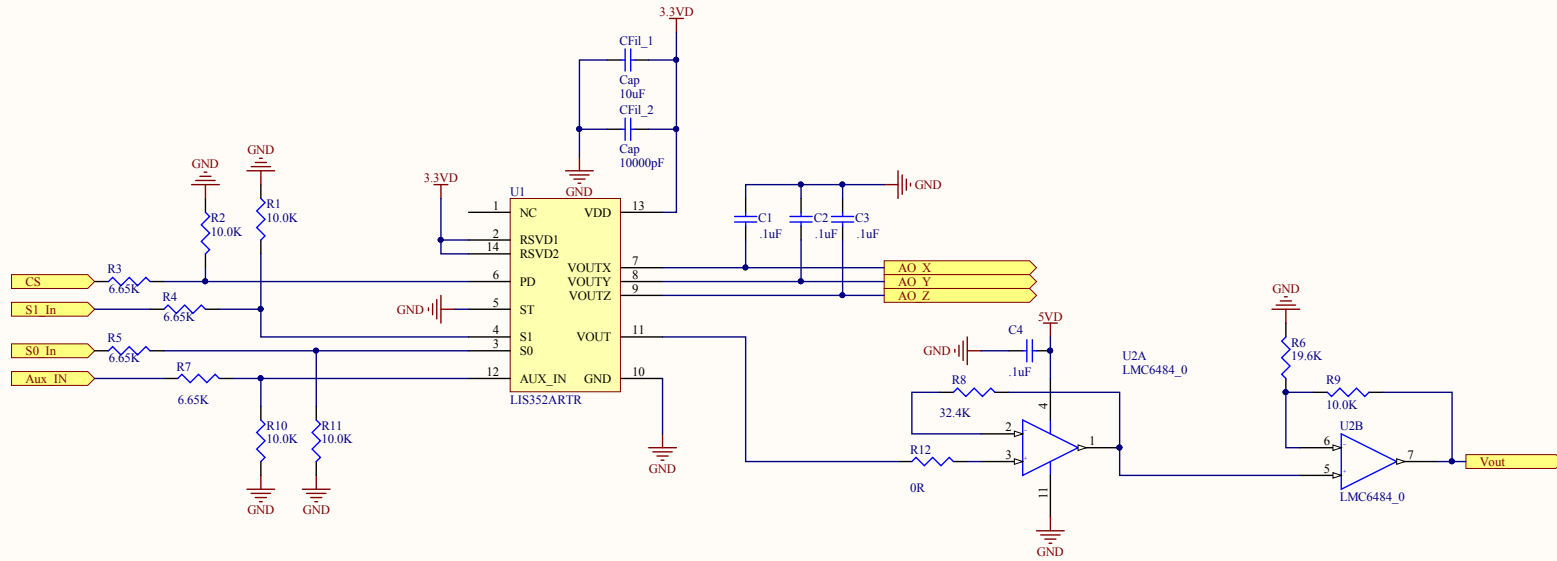 3.3VD
CFil_1
Cap
10uF
CFil_2
Cap
10000pF
GND
GND
GND
3.3VD
U1
R2
10.0K
R1
10.0K
1
NC
VDD
13
2
RSVD1
14
RSVD2
VOUTX
7
6
PD
VOUTY
8
VOUTZ
9
5
ST
4
S1
VOUT
11
3
S0
12
AUX_IN
GND
10
LIS352ARTR
GND
GND
C1
.1uF
C2
.1uF
C3
.1uF
AO_X
AO_Y
AO_Z
CS
R3
6.65K
S1_In
R4
6.65K
S0_In
R5
6.65K
Aux_IN
R7
6.65K
R10
10.0K
R11
10.0K
GND
GND
GND
5VD
C4
.1uF
GND
U2A
LMC6484_0
R8
32.4K
4
2
3
1
11
R12
0R
GND
GND
R6
19.6K
R9
10.0K
U2B
6
5
7
LMC6484_0
Vout